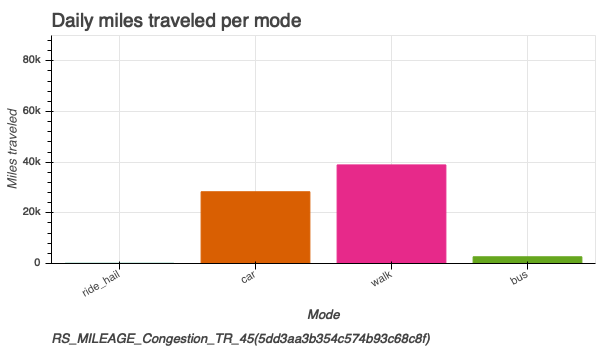 Daily miles traveled per mode
Miles traveled
80k
60k
40k
20k
0
ride_hail
car
walk
bus
Mode
RS_MILEAGE_Congestion_TR_45(5dd3aa3b354c574b93c68c8f)